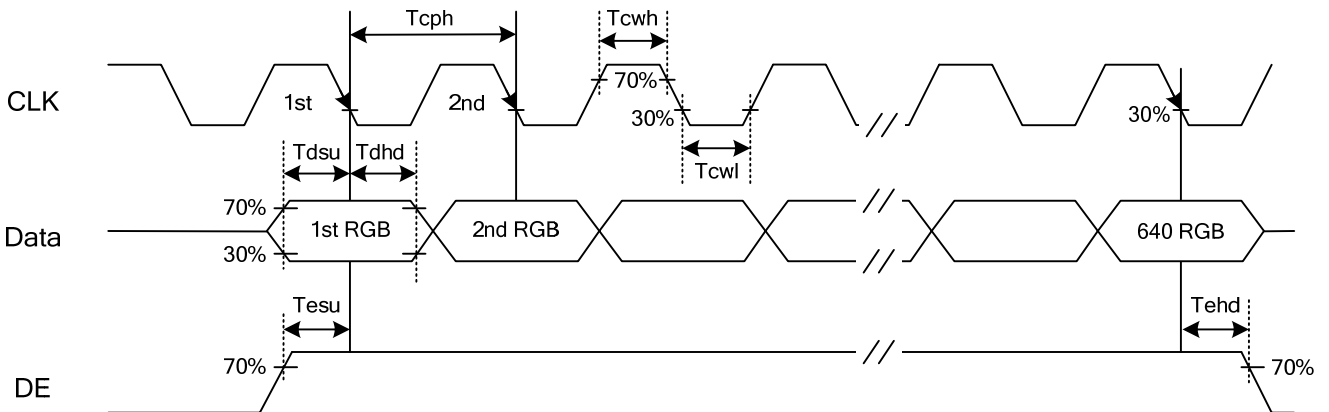 Tcph
Tcwh
CLK
1st
2nd
70%
30%
30%
Tdsu
Tdhd
Tcwl
70%
Data
1st RGB
2nd RGB
640 RGB
30%
Tesu
Tehd
70%
70%
DE